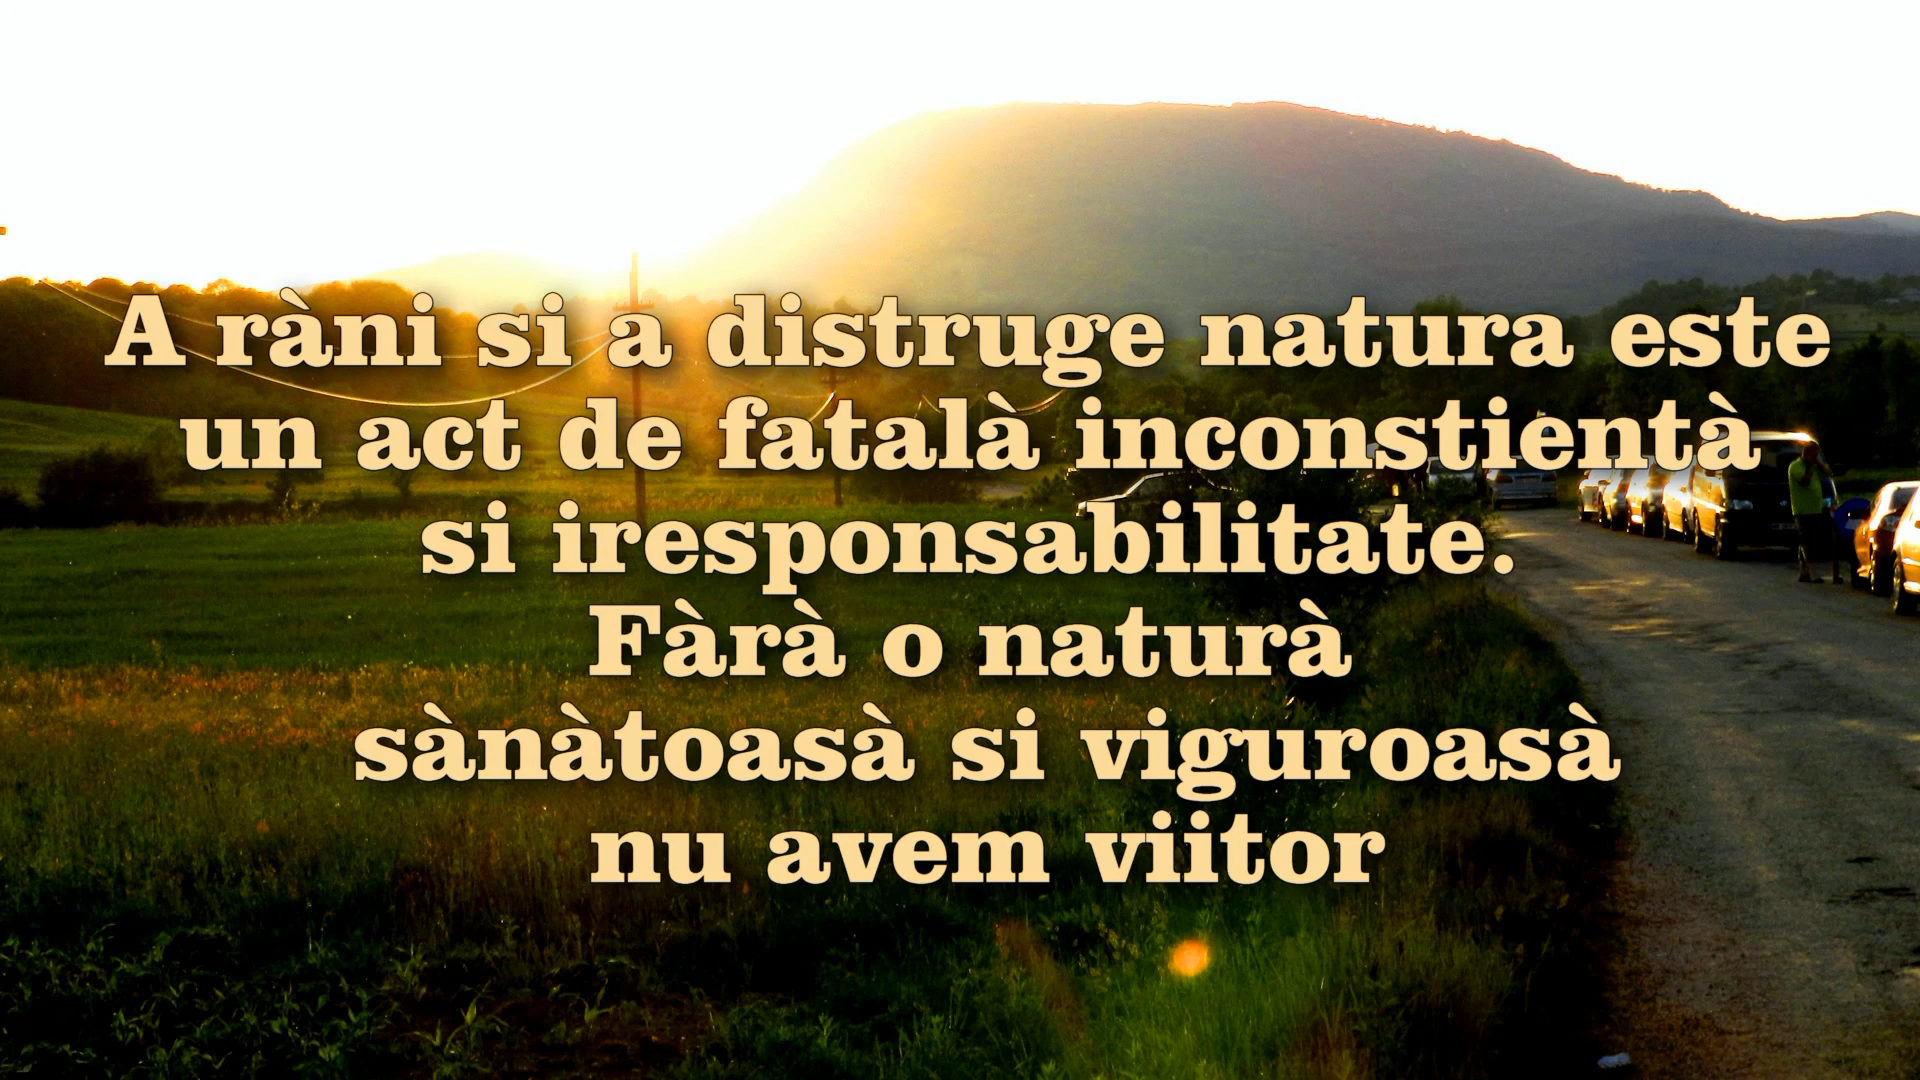 A ràni si a distruge natura este
un act de fatalà inconstientà
si iresponsabilitate.
Fàrà o naturà
sànàtoasà si viguroasà
nu avem viitor